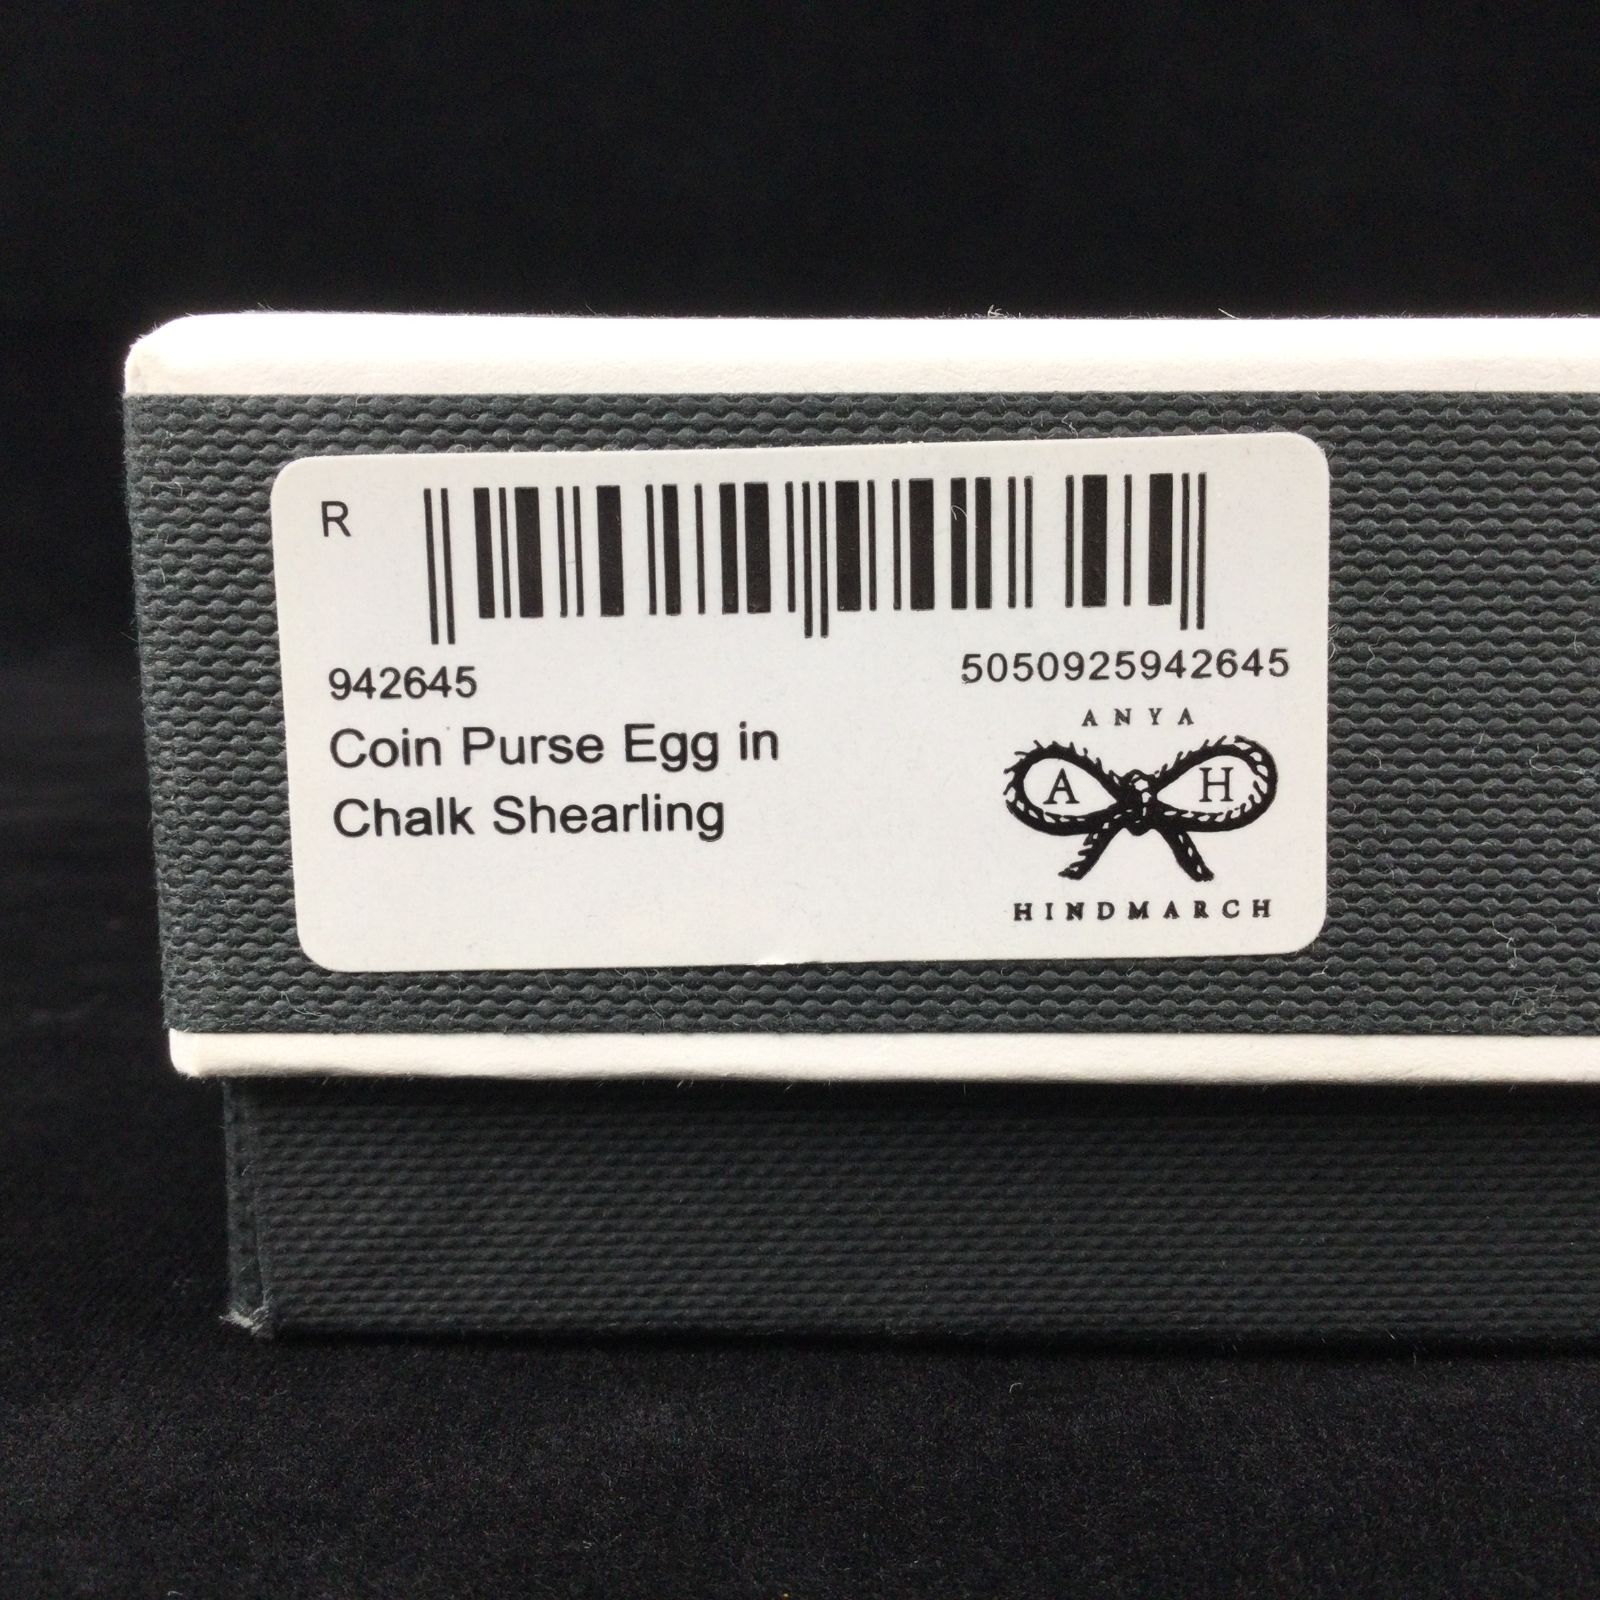 R
942645
5050925942645
Coin Purse Egg in
Chalk Shearling
ANYA
A H
HINDMARCH